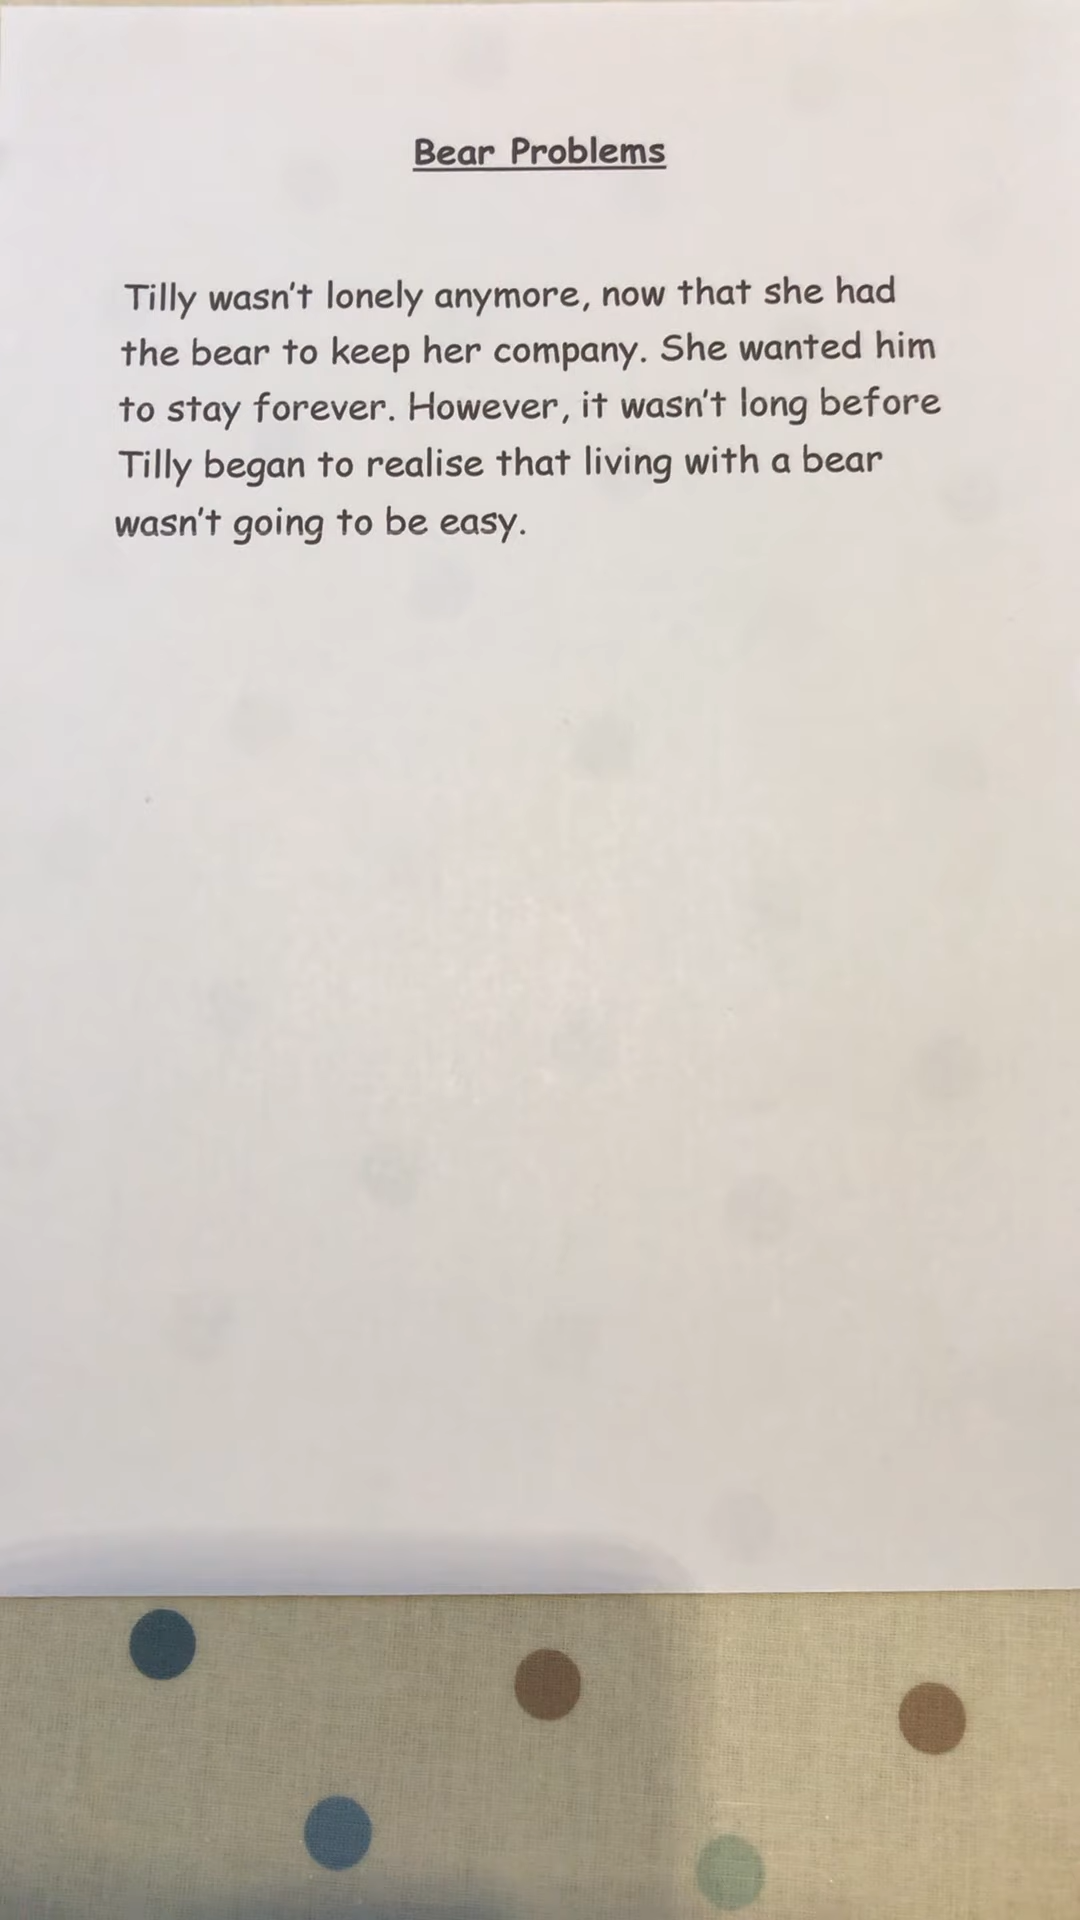 Bear Problems
Tilly wasn't lonely anymore, now that she had
the bear to keep her company. She wanted him
to stay forever. However, it wasn't long before
Tilly began to realise that living with a bear
wasn't going to be easy.